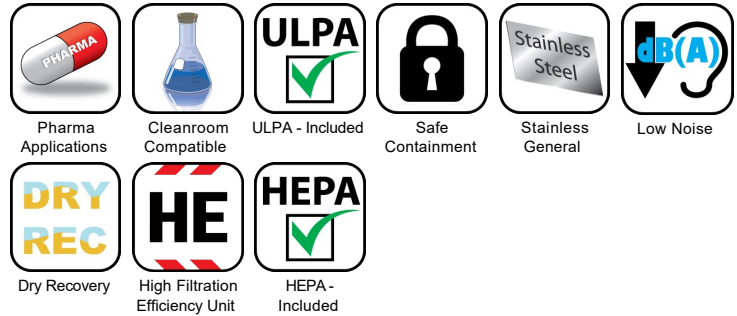 PHARMA
ULPA
Stainless
Steel
dB(A)
Pharma
Applications
Cleanroom
Compatible
ULPA - Included
Safe
Containment
Stainless
General
Low Noise
DRY
REC
HE
HEPA
Dry Recovery
High Filtration
Efficiency Unit
HEPA -
Included